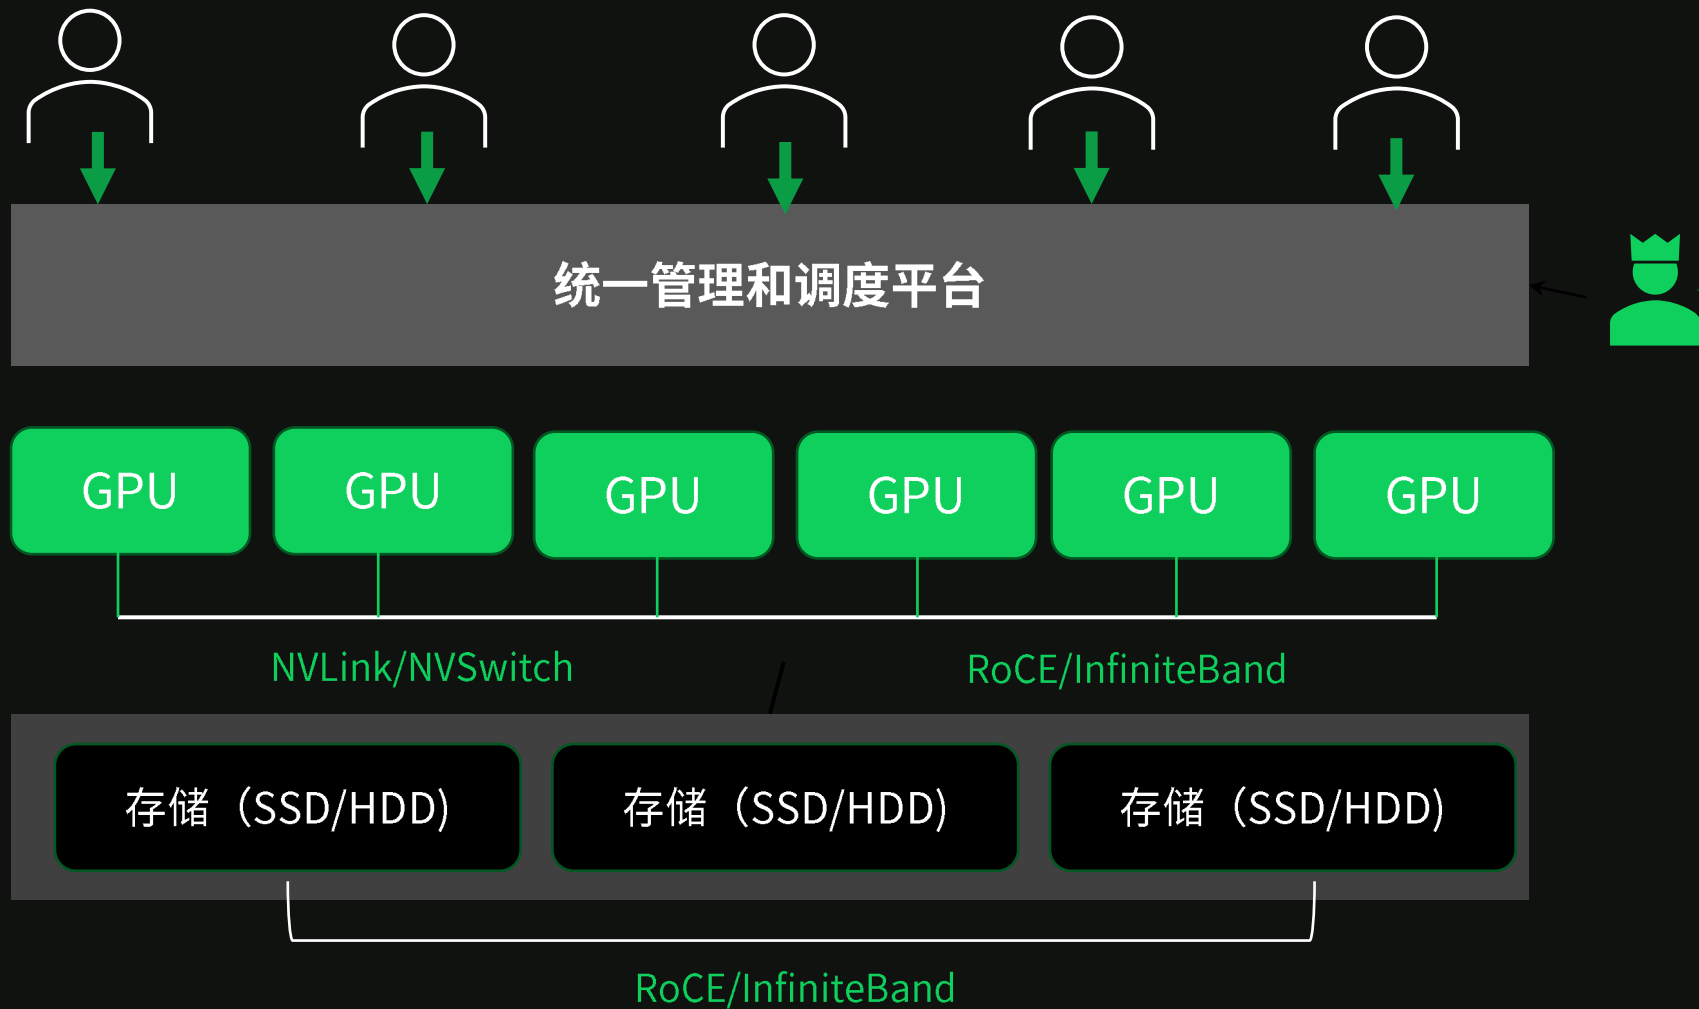 统一管理和调度平台
GPU
GPU
GPU
GPU
GPU
GPU
NVLink/NVSwitch
RoCE/InfiniteBand
存储（SSD/HDD)
存储（SSD/HDD)
存储（SSD/HDD)
RoCE/InfiniteBand